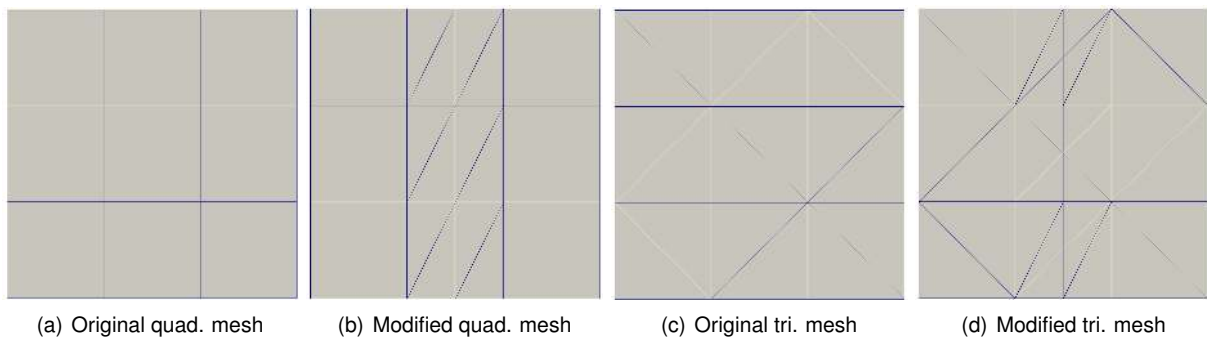 (a) Original quad. mesh
(b) Modified quad. mesh
(c) Original tri. mesh
(d) Modified tri. mesh